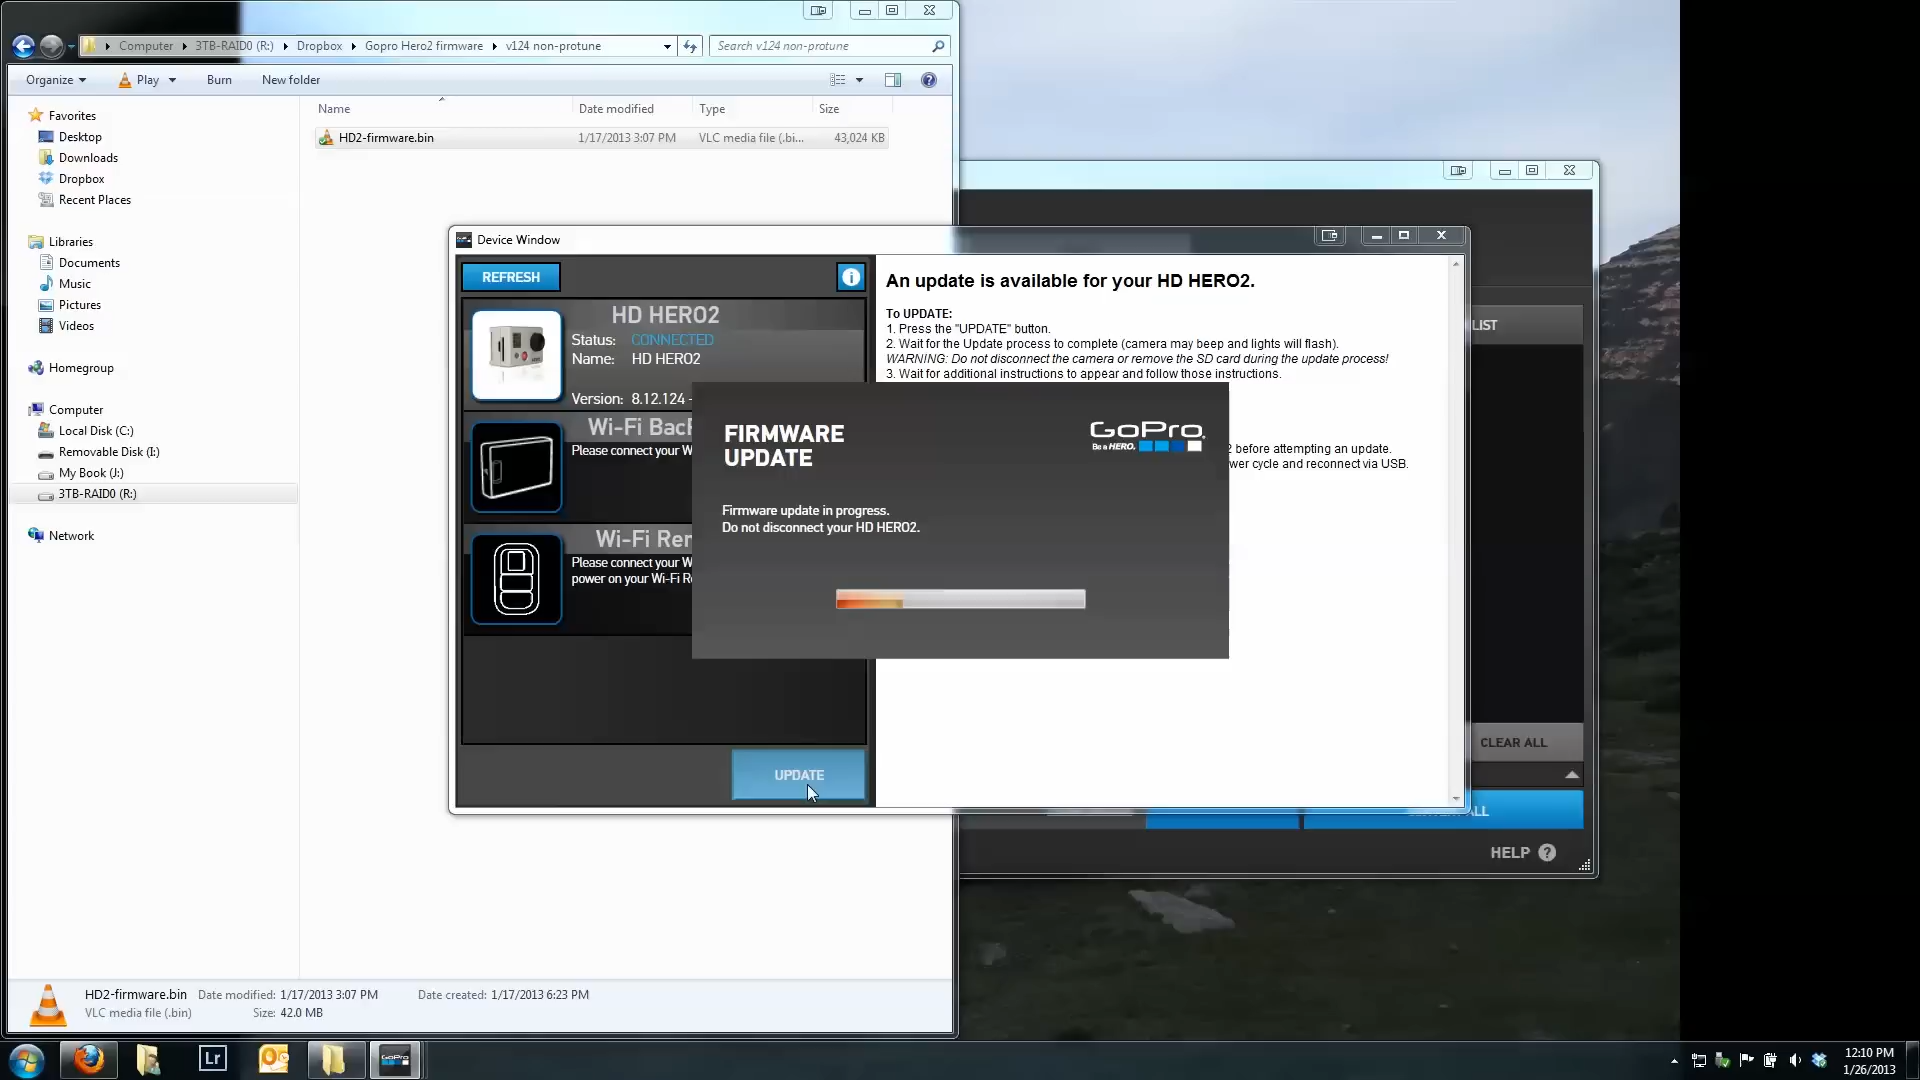 Computer
3TB-RAID0 (R:)
Dropbox
Gopro Hero2 firmware
v124 non-protune
Search v124 non-protune
Organize
Play
Burn
New folder
Name
Date modified
Type
Size
HD2-firmware.bin
1/17/2013 3:07 PM
VLC media file (.bi...
43,024 KB
Favorites
Desktop
Downloads
Dropbox
Recent Places
Libraries
Documents
Music
Pictures
Videos
Homegroup
Computer
Local Disk (C:)
Removable Disk (I:)
My Book (J:)
3TB-RAID0 (R:)
Network
Device Window
REFRESH
i
HD HERO2
Status: CONNECTED
Name: HD HERO2
Version: 8.12.124 -
Wi-Fi Bac
Please connect your W
Wi-Fi Rer
Please connect your W
power on your Wi-Fi R
UPDATE
An update is available for your HD HERO2.
To UPDATE:
1. Press the "UPDATE" button.
2. Wait for the Update process to complete (camera may beep and lights will flash).
WARNING: Do not disconnect the camera or remove the SD card during the update process!
3. Wait for additional instructions to appear and follow those instructions.
2 before attempting an update.
wer cycle and reconnect via USB.
FIRMWARE
UPDATE
GoPro
Be a HERO.
Firmware update in progress.
Do not disconnect your HD HERO2.
LIST
CLEAR ALL
ALL
HELP ?
HD2-firmware.bin
Date modified: 1/17/2013 3:07 PM
Date created: 1/17/2013 6:23 PM
VLC media file (.bin)
Size: 42.0 MB
Lr
GoPro
12:10 PM
1/26/2013